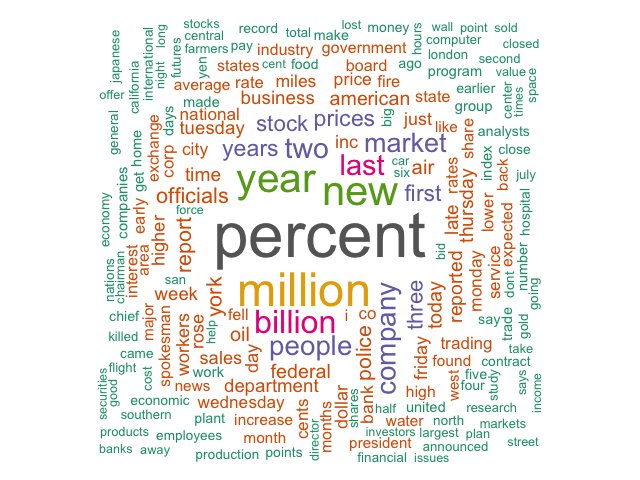 stocks
record
lost
money
wall
point
sold
central
total
make
computer
closed
farmers
pay
industry
government
hours
london
second
japanese
international
long
night
futures
yen
states
cent
food
board
ago
program
value
space
average
rate
miles
price
fire
earlier
times
center
offer
california
made
business
american
state
group
general
days
national
big
just
like
analysts
tuesday
stock
prices
share
home
exchange
city
years
two
inc
market
index
close
get
corp
time
last
car
six
air
rates
back
july
companies
officials
year
new
first
late
thursday
lower
expected
hospital
economy
early
higher
force
report
percent
bid
service
number
nations
chairman
interest
area
san
million
reported
monday
dont
going
week
york
company
three
today
trade
gold
chief
major
spokesman
workers
rose
help
fell
billion
i
co
say
killed
oil
people
police
friday
trading
take
came
sales
day
federal
found
contract
flight
cost
work
five
west
four
study
says
income
securities
good
news
department
dollar
shares
bank
high
economic
wednesday
cents
months
half
united
research
southern
plant
increase
water
north
markets
products
employees
month
director
investors
largest
plan
president
announced
street
banks
away
production
points
financial
issues